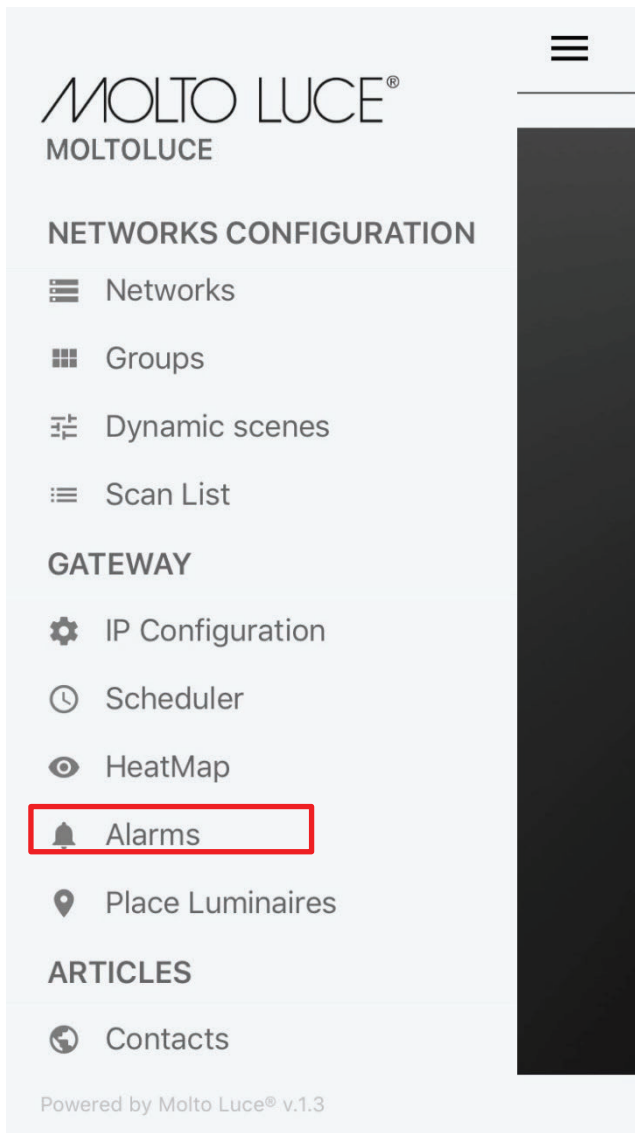 MOLTO LUCE®
MOLTOLUCE
NETWORKS CONFIGURATION
Networks
Groups
Dynamic scenes
Scan List
GATEWAY
IP Configuration
Scheduler
HeatMap
Alarms
Place Luminaires
ARTICLES
Contacts
Powered by Molto Luce® v.1.3